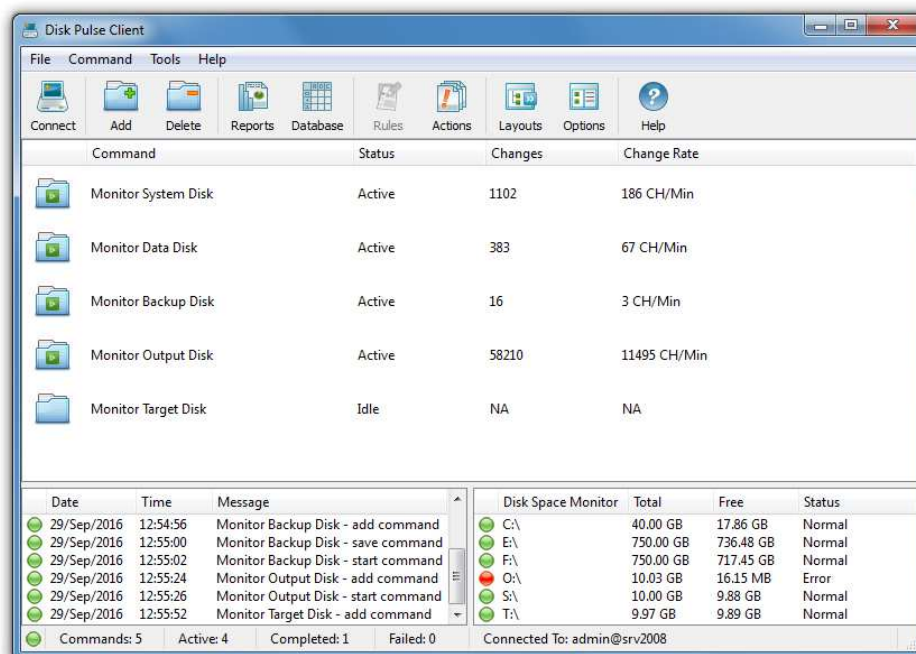 Disk Pulse Client
File Command Tools Help
Connect Add Delete Reports Database Rules Actions Layouts Options Help
Command Status Changes Change Rate
Monitor System Disk Active 1102 186 CH/Min
Monitor Data Disk Active 383 67 CH/Min
Monitor Backup Disk Active 16 3 CH/Min
Monitor Output Disk Active 58210 11495 CH/Min
Monitor Target Disk Idle NA NA
Date Time Message
29/Sep/2016 12:54:56 Monitor Backup Disk - add command
29/Sep/2016 12:55:00 Monitor Backup Disk - save command
29/Sep/2016 12:55:02 Monitor Backup Disk - start command
29/Sep/2016 12:55:24 Monitor Output Disk - add command
29/Sep/2016 12:55:26 Monitor Output Disk - start command
29/Sep/2016 12:55:52 Monitor Target Disk - add command
Disk Space Monitor Total Free Status
C:\ 40.00 GB 17.86 GB Normal
E:\ 750.00 GB 736.48 GB Normal
F:\ 750.00 GB 717.45 GB Normal
O:\ 10.03 GB 16.15 MB Error
S:\ 10.00 GB 9.88 GB Normal
T:\ 9.97 GB 9.89 GB Normal
Commands: 5 Active: 4 Completed: 1 Failed: 0 Connected To: admin@srv2008